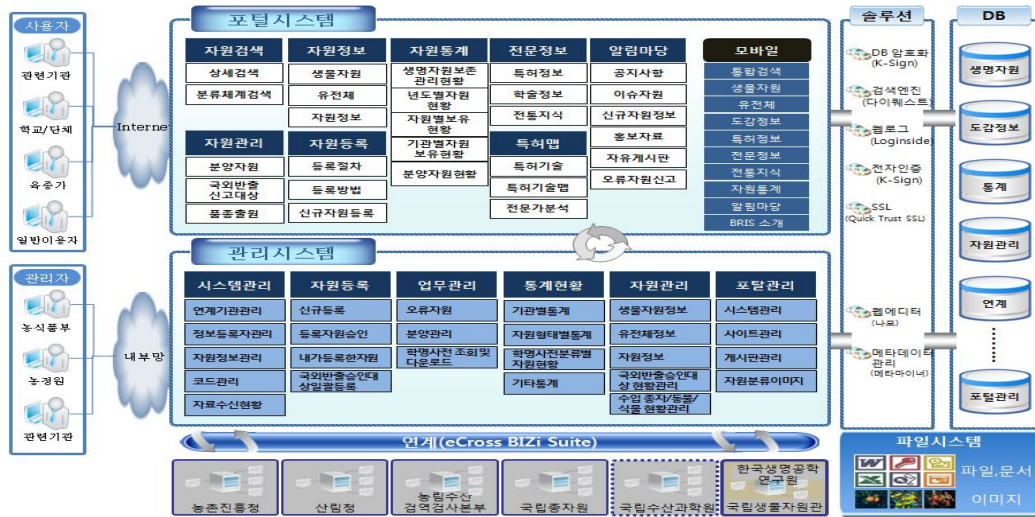 사용자
관련기관
학교/단체
육종가
일반이용자
Internet
포털시스템
자원검색
상세검색
분류체계검색
자원정보
생물자원
유전체
자원정보
자원통계
생명자원보존
관리현황
년도별자원
현황
자원별보유
현황
기관별자원
보유현황
분양자원현황
전문정보
특허정보
학술정보
전통지식
알림마당
공지사항
이슈자원
신규자원정보
홍보자료
자유게시판
오류자원신고
자원관리
분양자원
국외반출
신고대상
품종출원
자원등록
등록절차
등록방법
신규자원등록
특허맵
특허기술
특허기술맵
전문가분석
모바일
통합검색
생물자원
유전체
도감정보
특허정보
전문정보
전통지식
자원통계
알림마당
BRIS 소개
관리자
농식품부
농정원
관련기관
내부망
관리시스템
시스템관리
연계기관관리
정보등록자관리
자원정보관리
코드관리
자료수신현황
자원등록
신규등록
등록자원승인
내가등록한자원
국외반출승인대
상일괄등록
업무관리
오류자원
분양관리
학명사전 조회 및
다운로드
통계현황
기관별통계
자원형태별통계
학명사전분류별
자원현황
기타통계
자원관리
생물자원정보
유전체정보
자원정보
국외반출승인대
상 현황관리
수입 종자/동물/
식물 현황관리
포탈관리
시스템관리
사이트관리
게시판관리
자원분류이미지
연계(eCross BIZi Suite)
농촌진흥청
산림청
농림수산
검역검사본부
국립종자원
국립수산과학원
한국생명공학
연구원
국립생물자원관
솔루션
DB 암호화
(K-Sign)
검색엔진
(다이퀘스트)
웹로그
(Loginside)
전자인증
(K-Sign)
SSL
(Quick Trust SSL)
웹에디터
(나모)
메타데이터
관리
(메타마이너)
DB
생명자원
도감정보
통계
자원관리
연계
포털관리
파일시스템
파일,문서
이미지